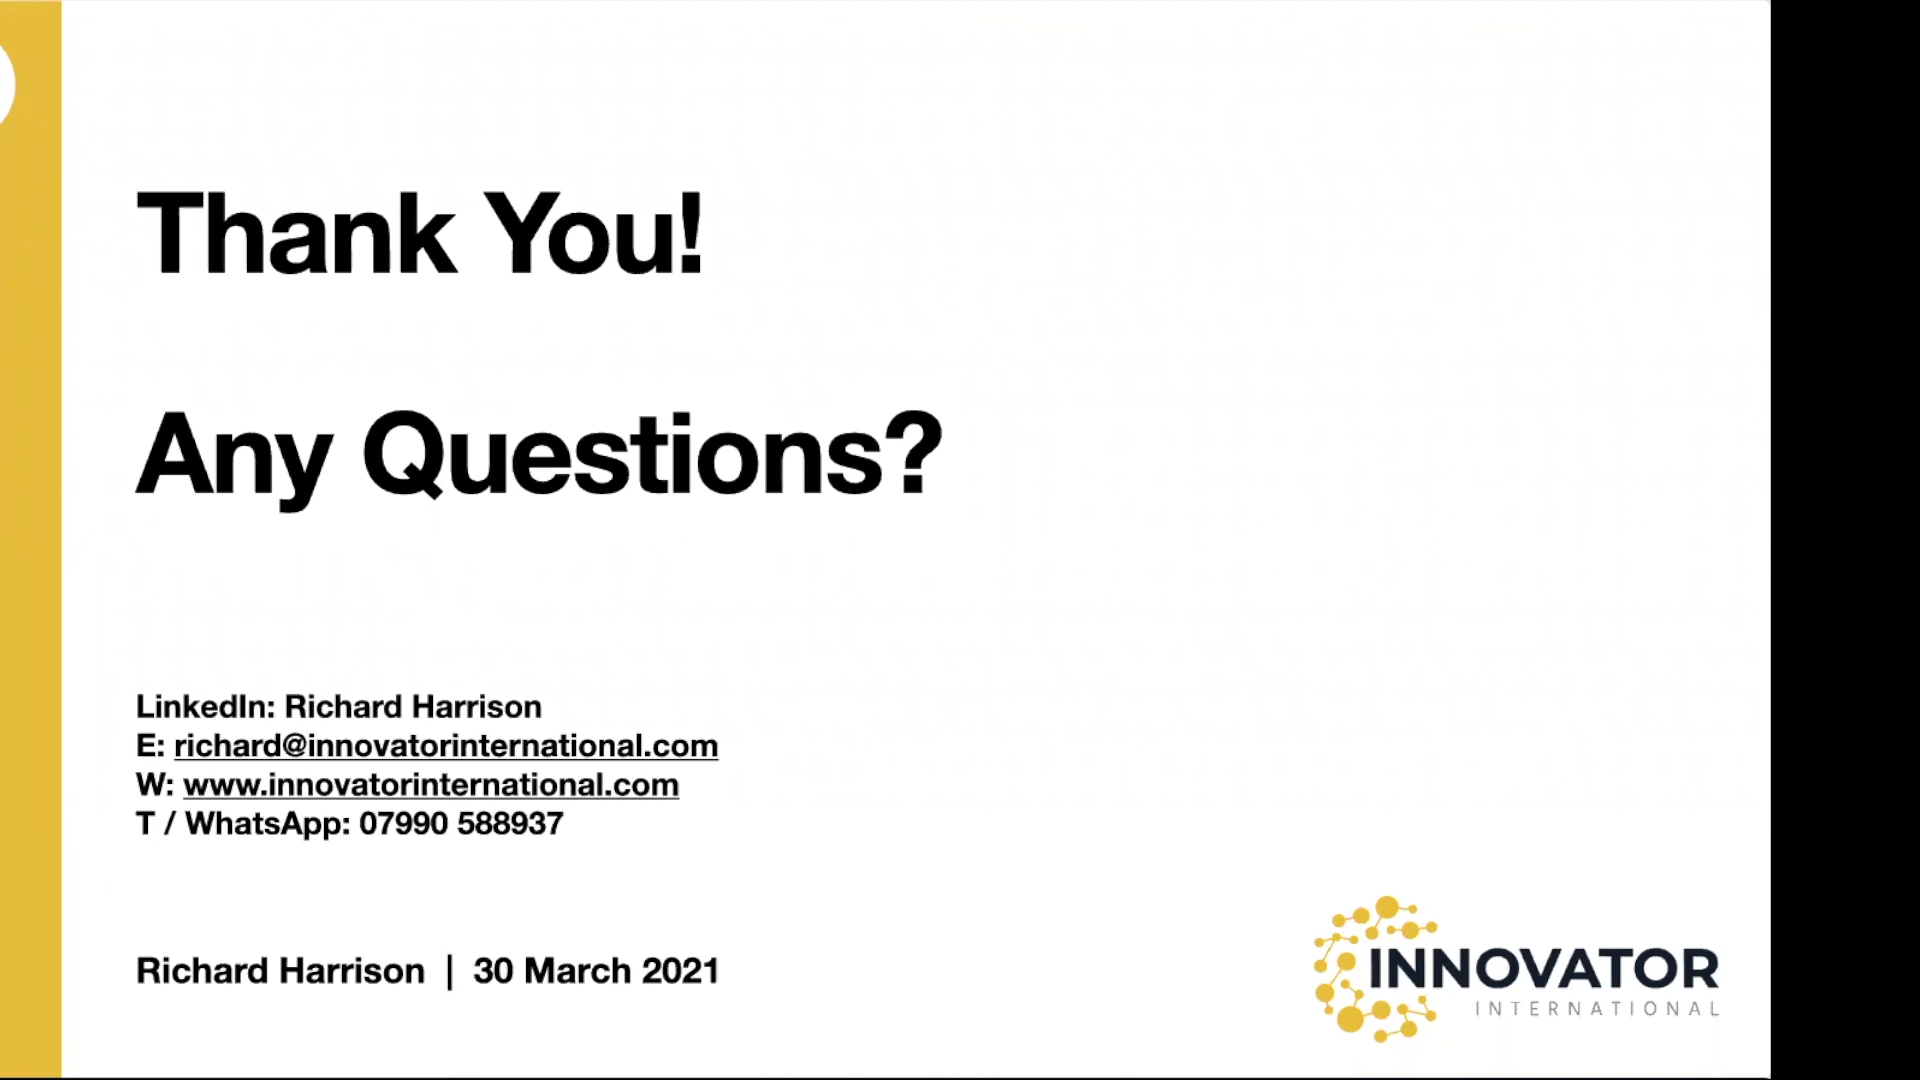 Thank You!
Any Questions?
LinkedIn: Richard Harrison
E: richard@innovatorinternational.com
W: www.innovatorinternational.com
T / WhatsApp: 07990 588937
Richard Harrison | 30 March 2021
INNOVATOR
INTERNATIONAL